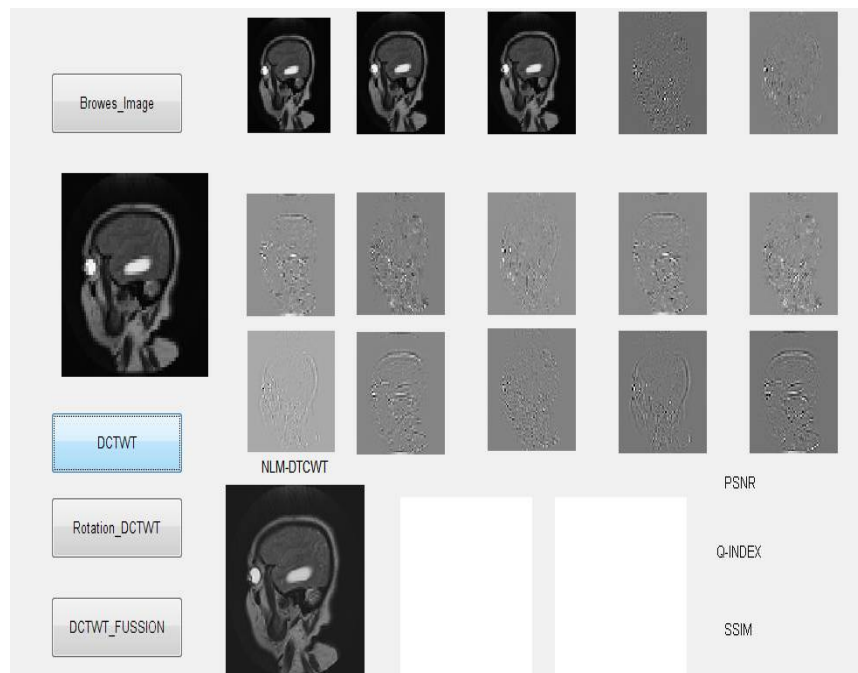 Browes_Image
DCTWT
NLM-DTCWT
PSNR
Rotation_DCTWT
Q-INDEX
DCTWT_FUSSION
SSIM